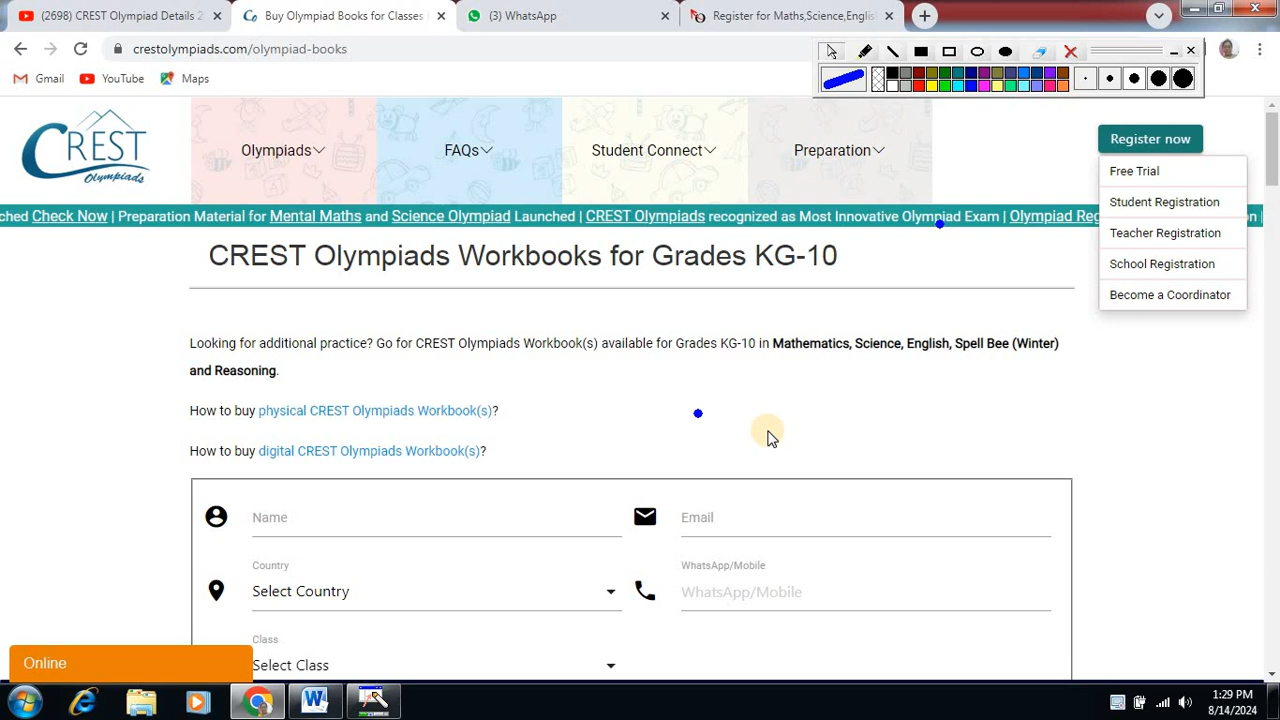 (2698) CREST Olympiad Details 2
Buy Olympiad Books for Classes
(3) WhatsApp
Register for Maths,Science,Englis
crestolympiads.com/olympiad-books
Gmail
YouTube
Maps
CREST
Olympiads
Olympiads
FAQs
Student Connect
Preparation
Register now
Free Trial
Student Registration
Teacher Registration
School Registration
Become a Coordinator
ched Check Now | Preparation Material for Mental Maths and Science Olympiad Launched | CREST Olympiads recognized as Most Innovative Olympiad Exam | Olympiad Reg
CREST Olympiads Workbooks for Grades KG-10
Looking for additional practice? Go for CREST Olympiads Workbook(s) available for Grades KG-10 in Mathematics, Science, English, Spell Bee (Winter)
and Reasoning.
How to buy physical CREST Olympiads Workbook(s)?
How to buy digital CREST Olympiads Workbook(s)?
Name
Email
Country
WhatsApp/Mobile
Select Country
WhatsApp/Mobile
Class
Select Class
Online
1:29 PM
8/14/2024